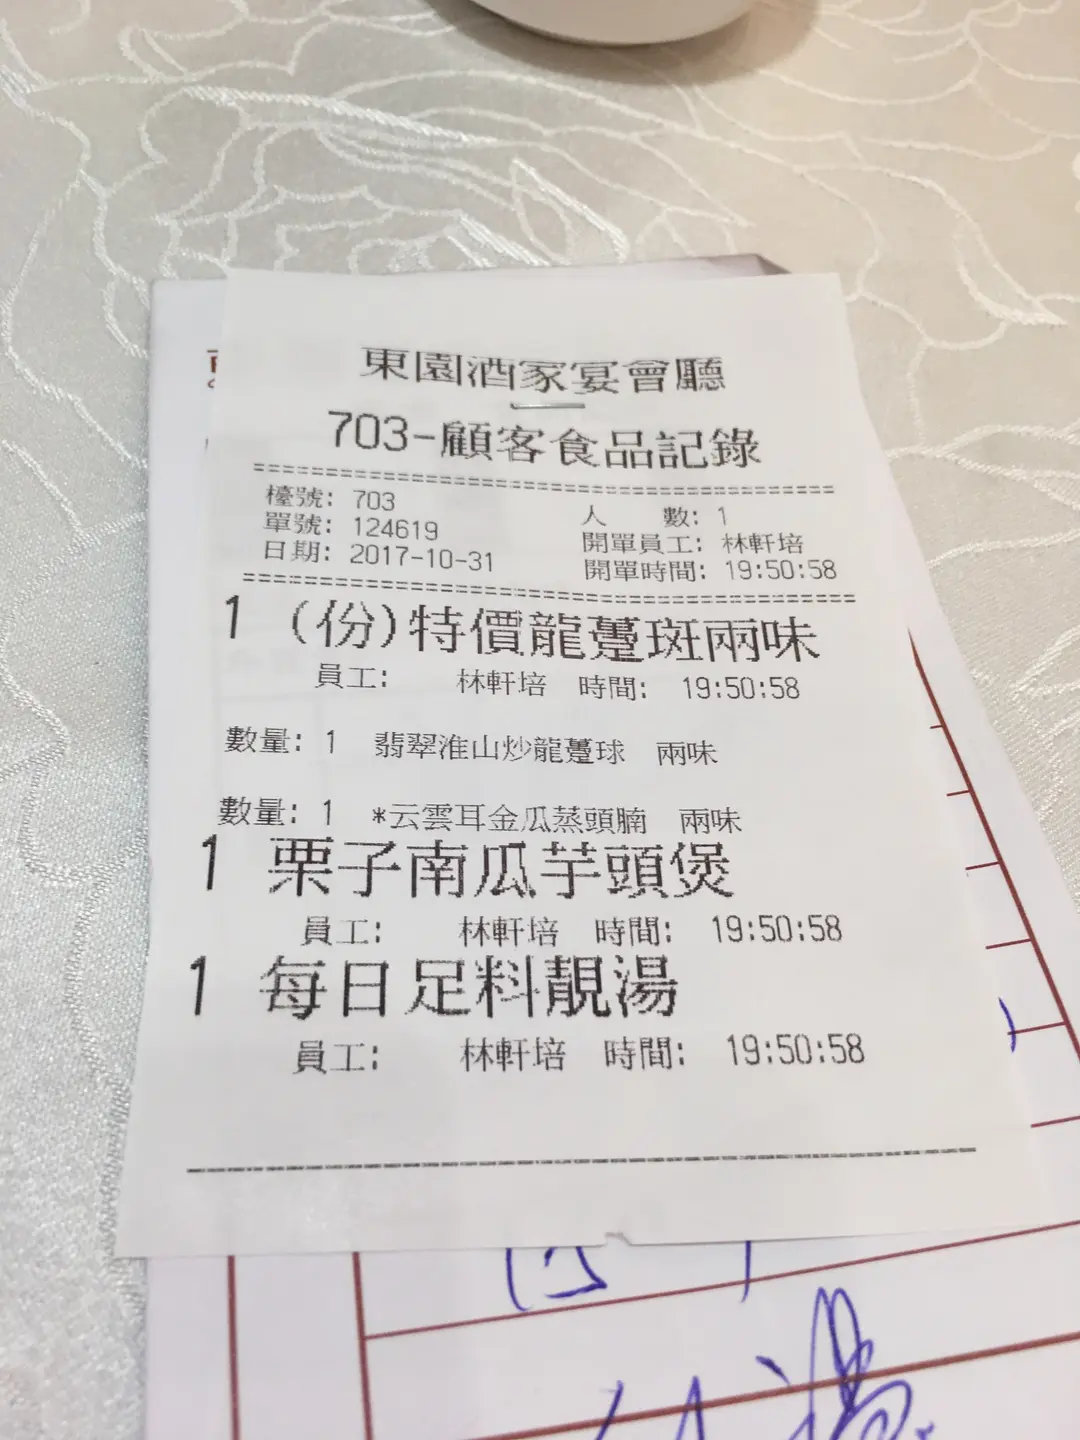 東園酒家宴會廳
703-顧客食品記錄
檯號: 703
人 數: 1
單號: 124619
開單員工: 林軒培
日期: 2017-10-31
開單時間: 19:50:58
1 (份)特價龍躉斑兩味
員工: 林軒培 時間: 19:50:58
數量: 1 翡翠淮山炒龍躉球 兩味
數量: 1 *云雲耳金瓜蒸頭腩 兩味
1 栗子南瓜芋頭煲
員工: 林軒培 時間: 19:50:58
1 每日足料靚湯
員工: 林軒培 時間: 19:50:58